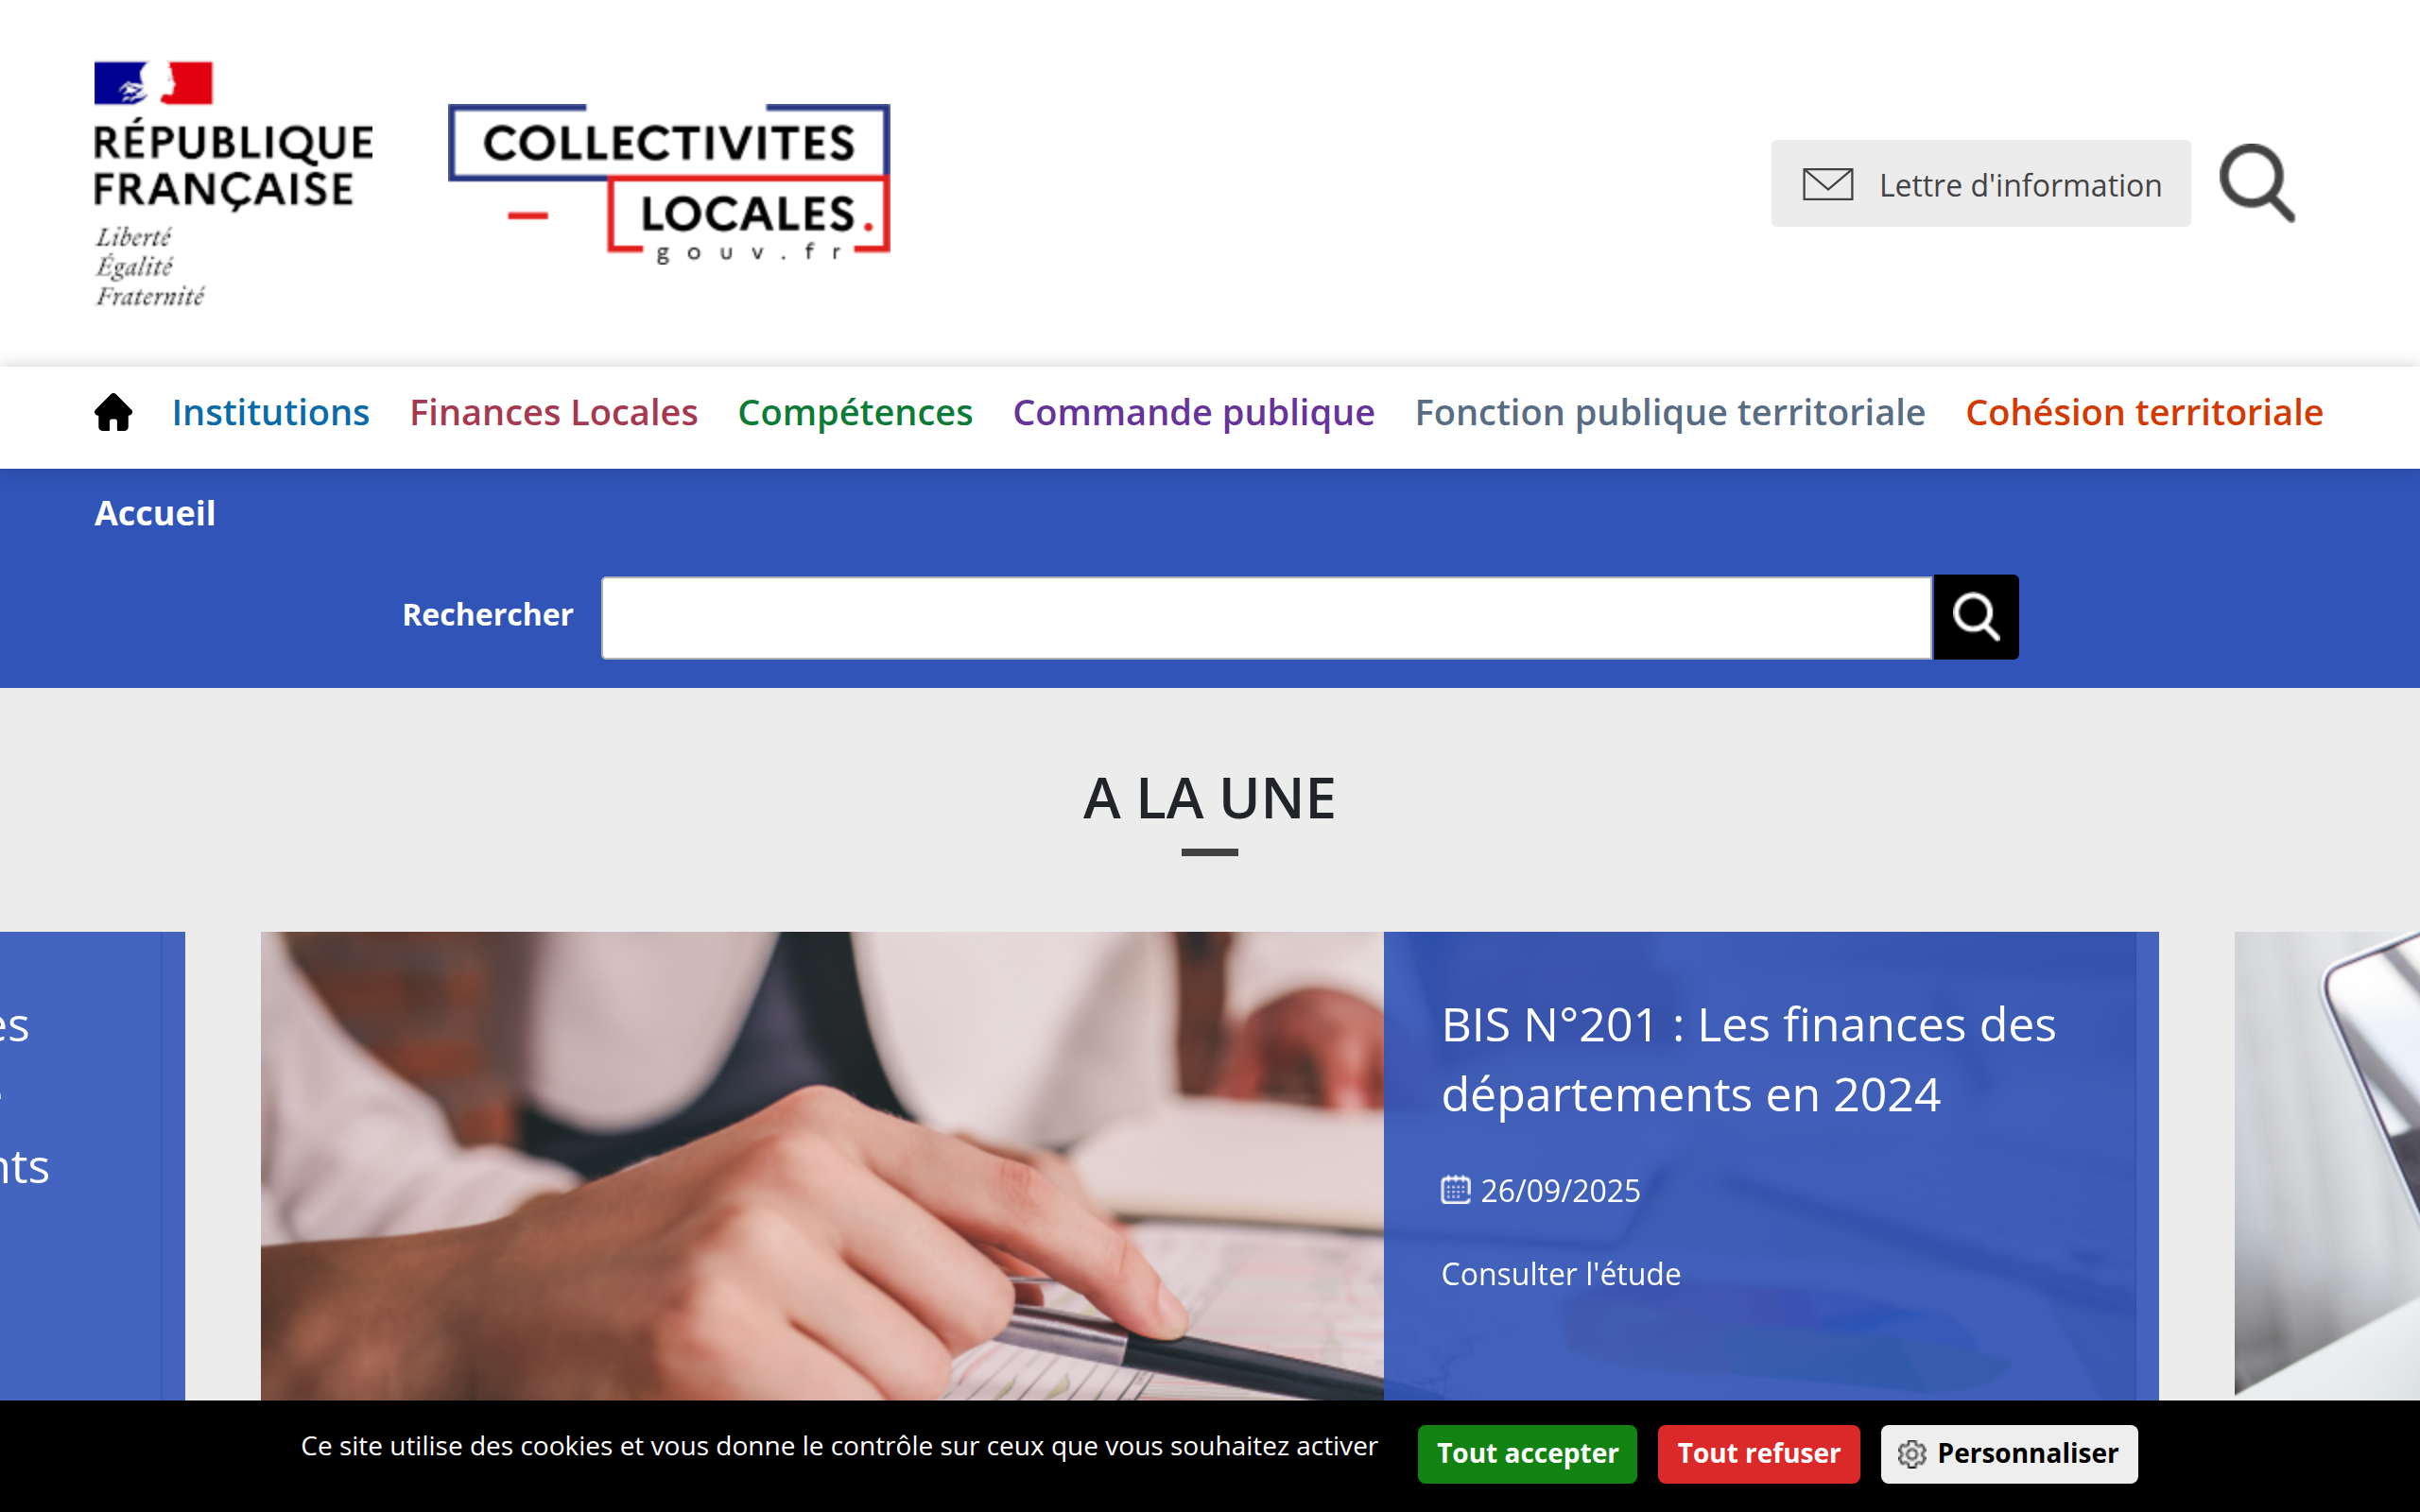 RÉPUBLIQUE
FRANÇAISE
Liberté
Égalité
Fraternité
COLLECTIVITES
LOCALES.
gouv.fr
Lettre d'information
Institutions Finances Locales Compétences Commande publique Fonction publique territoriale Cohésion territoriale
Accueil
Rechercher
A LA UNE
BIS N°201 : Les finances des
départements en 2024
26/09/2025
Consulter l'étude
Ce site utilise des cookies et vous donne le contrôle sur ceux que vous souhaitez activer
Tout accepter
Tout refuser
Personnaliser